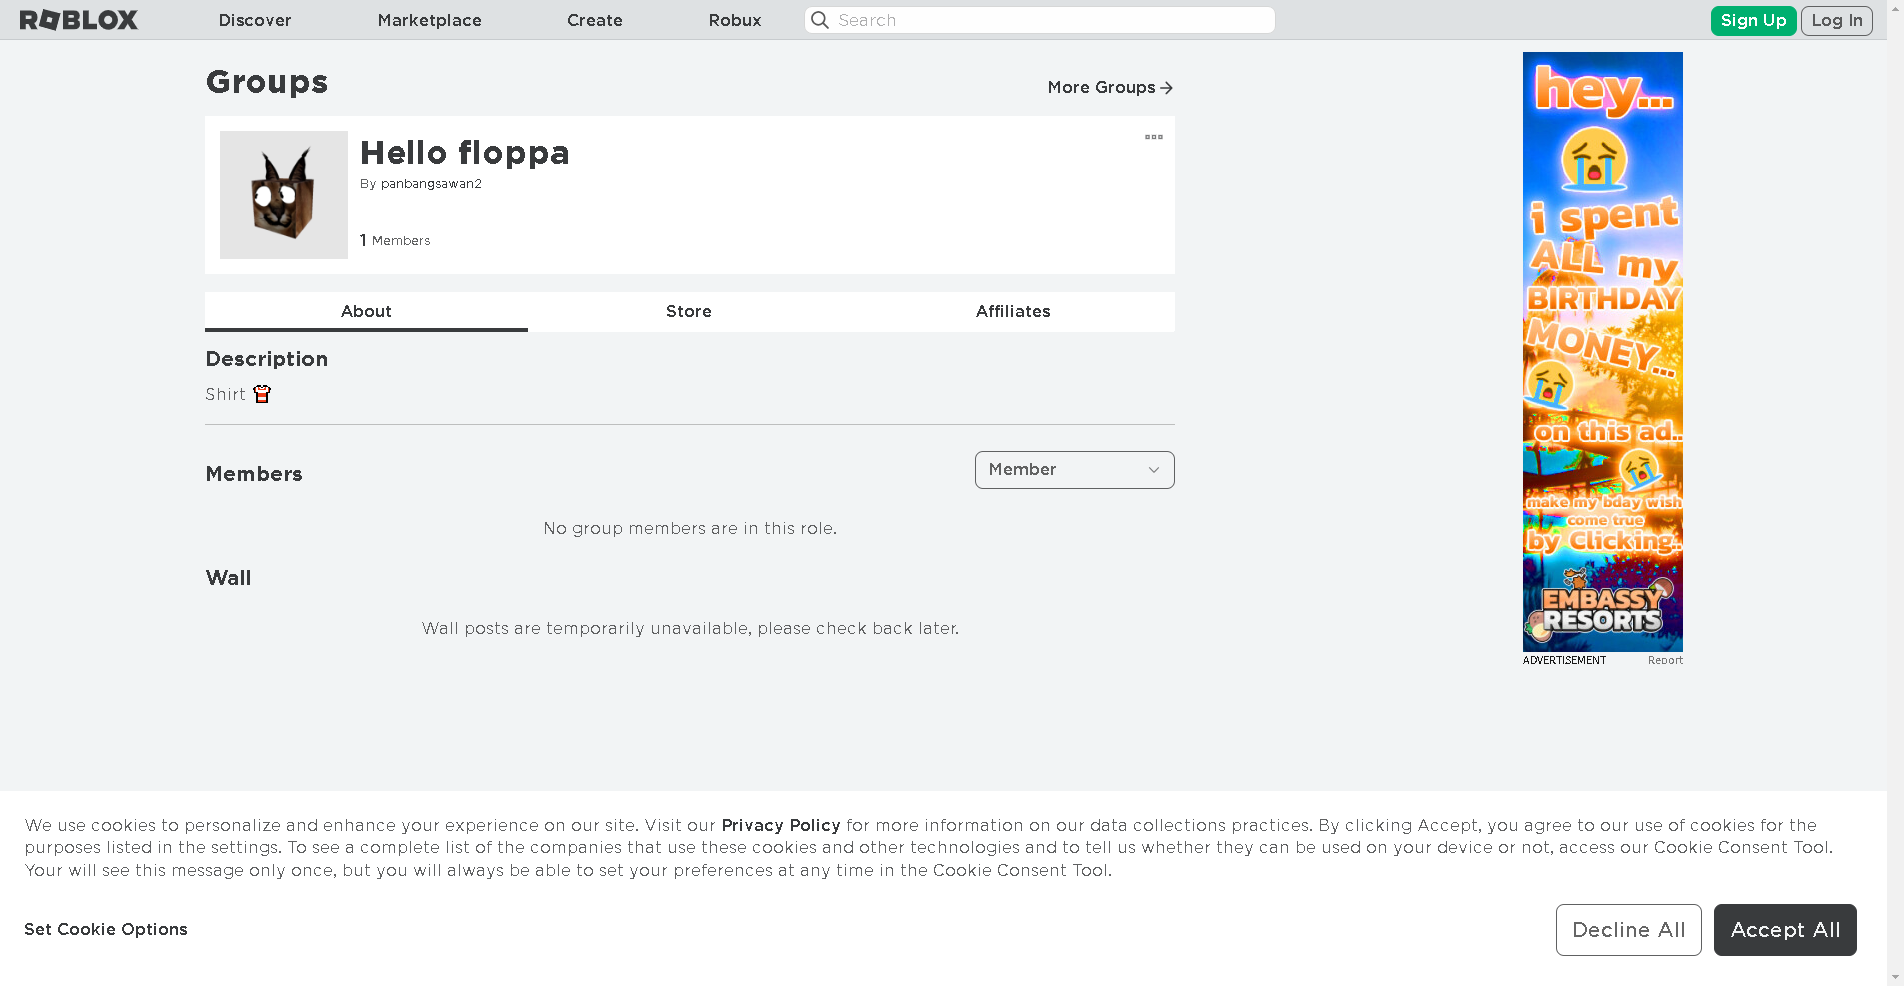 ROBLOX
Discover
Marketplace
Create
Robux
Search
Sign Up
Log In
Groups
More Groups
Hello floppa
By panbangsawan2
1 Members
About
Store
Affiliates
Description
Shirt
Members
Member
No group members are in this role.
Wall
Wall posts are temporarily unavailable, please check back later.
hey...
i spent
ALL my
BIRTHDAY
MONEY...
on this ad..
make my bday wish
come true
by Clicking..
EMBASSY
RESORTS
ADVERTISEMENT
Report
We use cookies to personalize and enhance your experience on our site. Visit our Privacy Policy for more information on our data collections practices. By clicking Accept, you agree to our use of cookies for the
purposes listed in the settings. To see a complete list of the companies that use these cookies and other technologies and to tell us whether they can be used on your device or not, access our Cookie Consent Tool.
Your will see this message only once, but you will always be able to set your preferences at any time in the Cookie Consent Tool.
Set Cookie Options
Decline All
Accept All